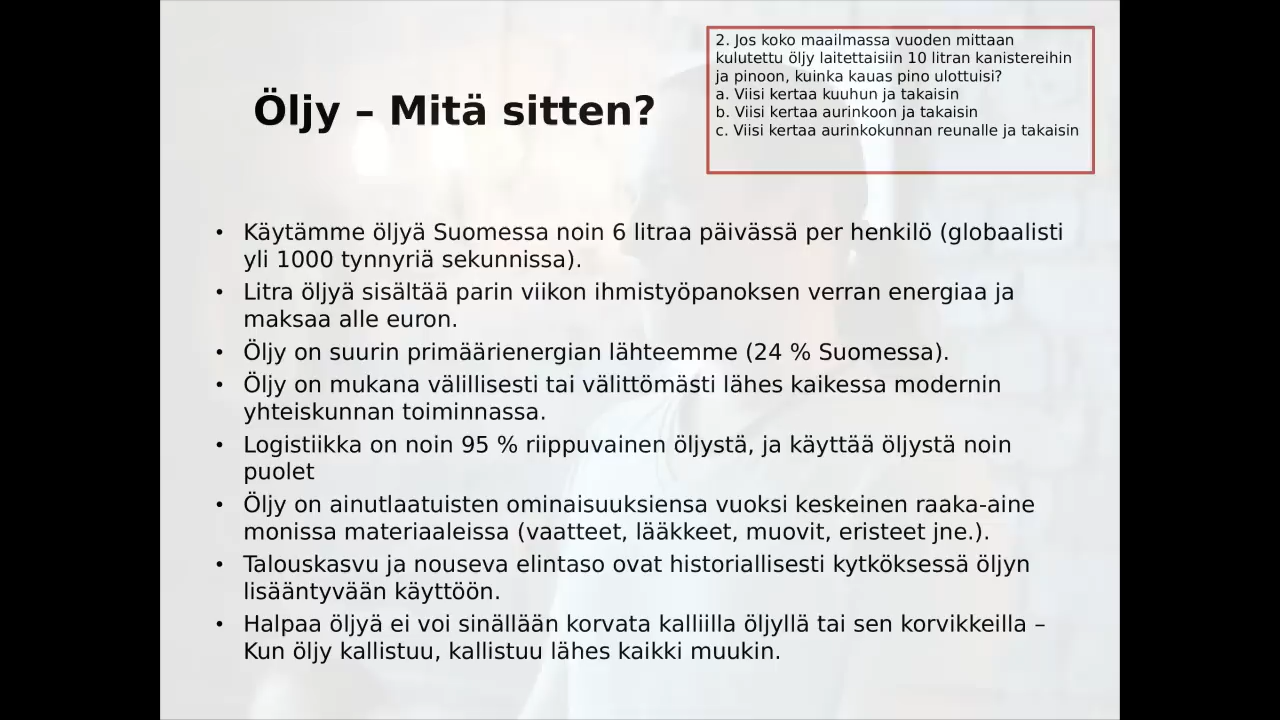 Öljy – Mitä sitten?
2. Jos koko maailmassa vuoden mittaan
kulutettu öljy laitettaisiin 10 litran kanistereihin
ja pinoon, kuinka kauas pino ulottuisi?
a. Viisi kertaa kuuhun ja takaisin
b. Viisi kertaa aurinkoon ja takaisin
c. Viisi kertaa aurinkokunnan reunalle ja takaisin
• Käytämme öljyä Suomessa noin 6 litraa päivässä per henkilö (globaalisti
yli 1000 tynnyriä sekunnissa).
• Litra öljyä sisältää parin viikon ihmistyöpanoksen verran energiaa ja
maksaa alle euron.
• Öljy on suurin primäärienergian lähteemme (24 % Suomessa).
• Öljy on mukana välillisesti tai välittömästi lähes kaikessa modernin
yhteiskunnan toiminnassa.
• Logistiikka on noin 95 % riippuvainen öljystä, ja käyttää öljystä noin
puolet
• Öljy on ainutlaatuisten ominaisuuksiensa vuoksi keskeinen raaka-aine
monissa materiaaleissa (vaatteet, lääkkeet, muovit, eristeet jne.).
• Talouskasvu ja nouseva elintaso ovat historiallisesti kytköksessä öljyn
lisääntyvään käyttöön.
• Halpaa öljyä ei voi sinällään korvata kalliilla öljyllä tai sen korvikkeilla –
Kun öljy kallistuu, kallistuu lähes kaikki muukin.